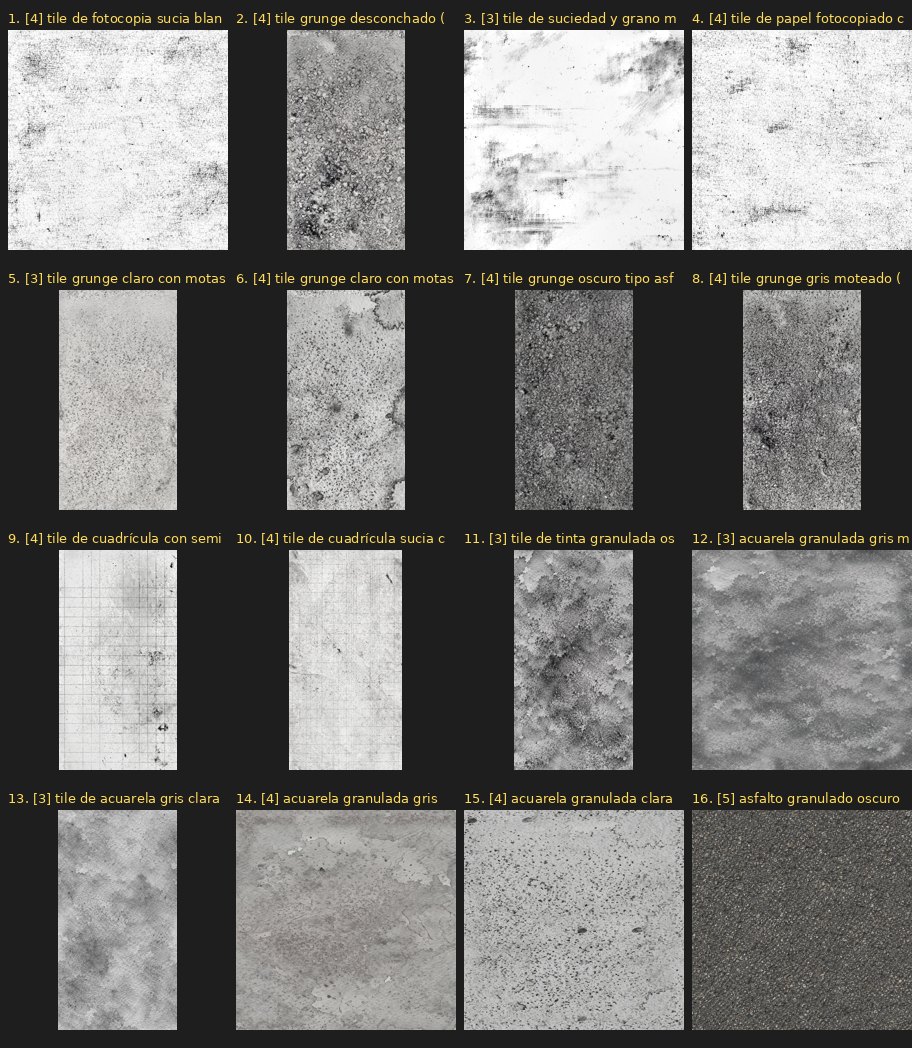 1. [4] tile de fotocopia sucia blan
2. [4] tile grunge desconchado (
3. [3] tile de suciedad y grano m
4. [4] tile de papel fotocopiado c
5. [3] tile grunge claro con motas
6. [4] tile grunge claro con motas
7. [4] tile grunge oscuro tipo asf
8. [4] tile grunge gris moteado (
9. [4] tile de cuadrícula con semi
10. [4] tile de cuadrícula sucia c
11. [3] tile de tinta granulada os
12. [3] acuarela granulada gris m
13. [3] tile de acuarela gris clara
14. [4] acuarela granulada gris
15. [4] acuarela granulada clara
16. [5] asfalto granulado oscuro